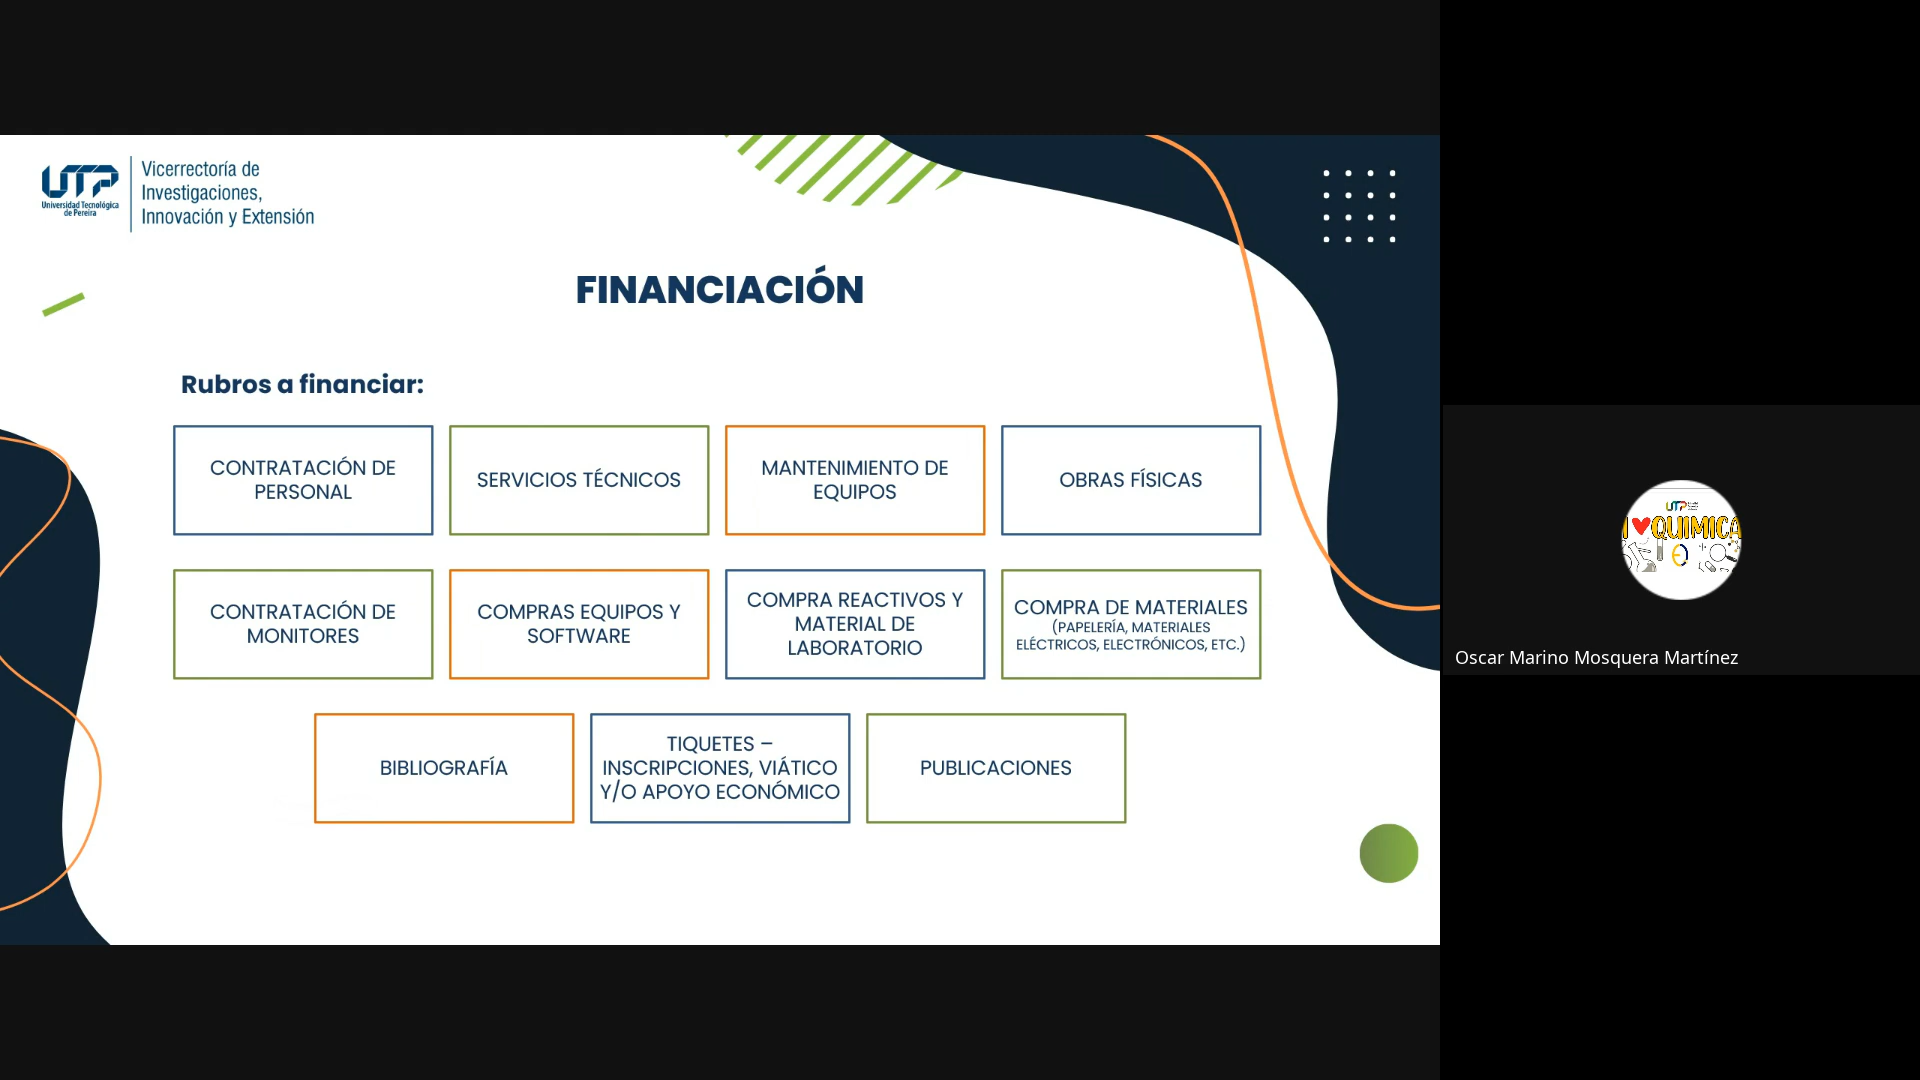 UTP
Universidad Tecnológica
de Pereira
Vicerrectoría de
Investigaciones,
Innovación y Extensión
FINANCIACIÓN
Rubros a financiar:
CONTRATACIÓN DE
PERSONAL
SERVICIOS TÉCNICOS
MANTENIMIENTO DE
EQUIPOS
OBRAS FÍSICAS
CONTRATACIÓN DE
MONITORES
COMPRAS EQUIPOS Y
SOFTWARE
COMPRA REACTIVOS Y
MATERIAL DE
LABORATORIO
COMPRA DE MATERIALES
(PAPELERÍA, MATERIALES
ELÉCTRICOS, ELECTRÓNICOS, ETC.)
BIBLIOGRAFÍA
TIQUETES –
INSCRIPCIONES, VIÁTICO
Y/O APOYO ECONÓMICO
PUBLICACIONES
UTP
I ❤ QUIMICA
Oscar Marino Mosquera Martínez